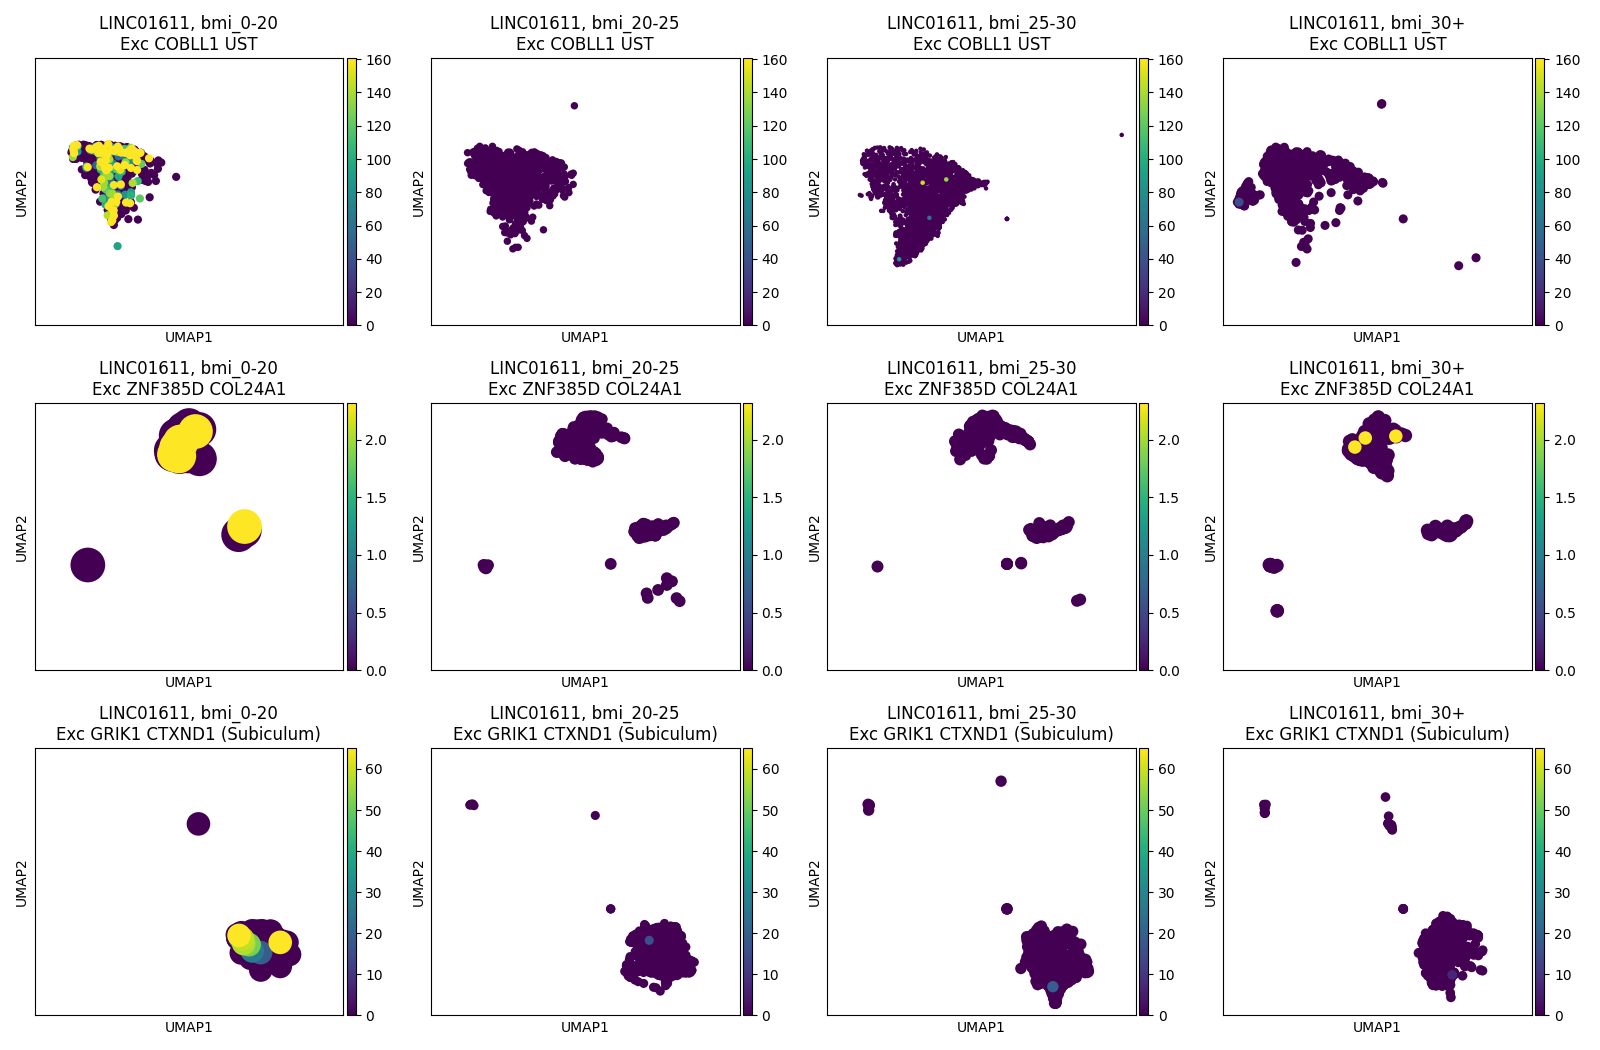 LINC01611, bmi_0-20
Exc COBLL1 UST
LINC01611, bmi_20-25
Exc COBLL1 UST
LINC01611, bmi_25-30
Exc COBLL1 UST
LINC01611, bmi_30+
Exc COBLL1 UST
UMAP2
UMAP1
160
140
120
100
80
60
40
20
0
UMAP2
UMAP1
160
140
120
100
80
60
40
20
0
UMAP2
UMAP1
160
140
120
100
80
60
40
20
0
UMAP2
UMAP1
160
140
120
100
80
60
40
20
0
LINC01611, bmi_0-20
Exc ZNF385D COL24A1
LINC01611, bmi_20-25
Exc ZNF385D COL24A1
LINC01611, bmi_25-30
Exc ZNF385D COL24A1
LINC01611, bmi_30+
Exc ZNF385D COL24A1
UMAP2
UMAP1
2.0
1.5
1.0
0.5
0.0
UMAP2
UMAP1
2.0
1.5
1.0
0.5
0.0
UMAP2
UMAP1
2.0
1.5
1.0
0.5
0.0
UMAP2
UMAP1
2.0
1.5
1.0
0.5
0.0
LINC01611, bmi_0-20
Exc GRIK1 CTXND1 (Subiculum)
LINC01611, bmi_20-25
Exc GRIK1 CTXND1 (Subiculum)
LINC01611, bmi_25-30
Exc GRIK1 CTXND1 (Subiculum)
LINC01611, bmi_30+
Exc GRIK1 CTXND1 (Subiculum)
UMAP2
UMAP1
60
50
40
30
20
10
0
UMAP2
UMAP1
60
50
40
30
20
10
0
UMAP2
UMAP1
60
50
40
30
20
10
0
UMAP2
UMAP1
60
50
40
30
20
10
0